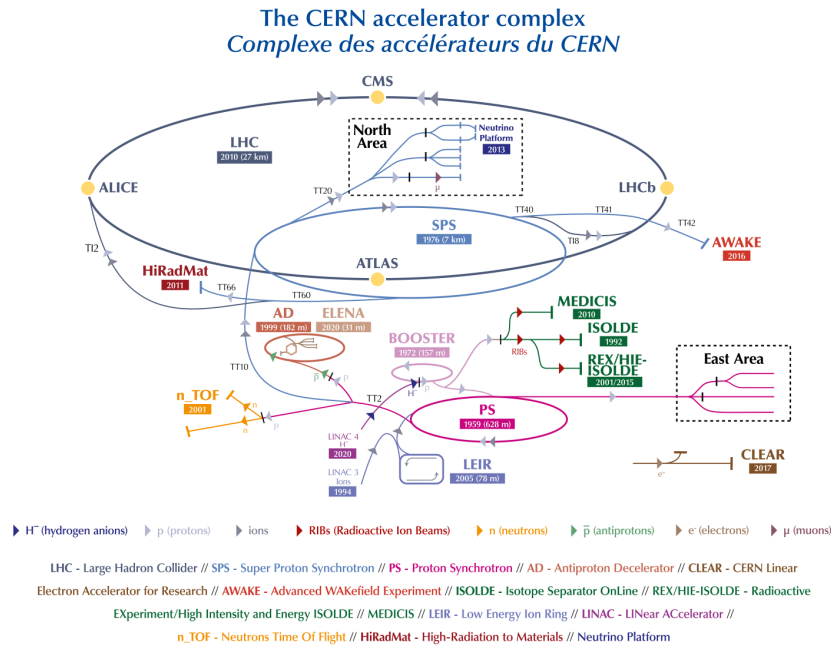 The CERN accelerator complex
Complexe des accélérateurs du CERN
CMS
North
Area
Neutrino
Platform
2013
LHC
2010 (27 km)
ALICE
LHCb
TT20
μ
TT40
TT41
TT42
SPS
1976 (7 km)
TI8
AWAKE
2016
TI2
HiRadMat
2011
ATLAS
TT66
TT60
AD
1999 (182 m)
ELENA
2020 (31 m)
MEDICIS
2010
ISOLDE
1992
BOOSTER
1972 (157 m)
RIBs
REX/HIE-
ISOLDE
2001/2015
East Area
TT10
p̅
p
H⁻
p
n_TOF
2001
TT2
PS
1959 (628 m)
n
n
p
LINAC 4
H⁻
2020
LINAC 3
Ions
1994
LEIR
2005 (78 m)
e⁻
CLEAR
2017
H⁻ (hydrogen anions)
p (protons)
ions
RIBs (Radioactive Ion Beams)
n (neutrons)
p̅ (antiprotons)
e⁻ (electrons)
μ (muons)
LHC - Large Hadron Collider // SPS - Super Proton Synchrotron // PS - Proton Synchrotron // AD - Antiproton Decelerator // CLEAR - CERN Linear
Electron Accelerator for Research // AWAKE - Advanced WAKefield Experiment // ISOLDE - Isotope Separator OnLine // REX/HIE-ISOLDE - Radioactive
EXperiment/High Intensity and Energy ISOLDE // MEDICIS // LEIR - Low Energy Ion Ring // LINAC - LINear ACcelerator //
n_TOF - Neutrons Time Of Flight // HiRadMat - High-Radiation to Materials // Neutrino Platform